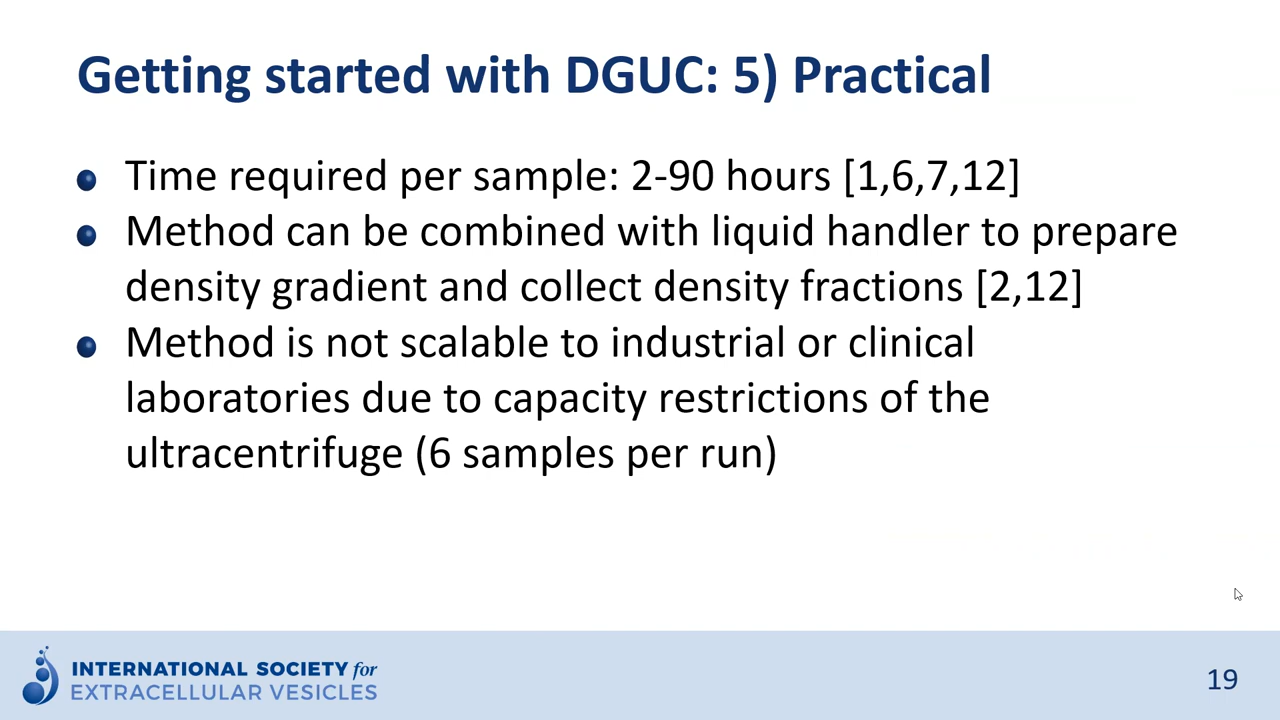 Getting started with DGUC: 5) Practical
Time required per sample: 2-90 hours [1,6,7,12]
Method can be combined with liquid handler to prepare
density gradient and collect density fractions [2,12]
Method is not scalable to industrial or clinical
laboratories due to capacity restrictions of the
ultracentrifuge (6 samples per run)
INTERNATIONAL SOCIETY for
EXTRACELLULAR VESICLES
19